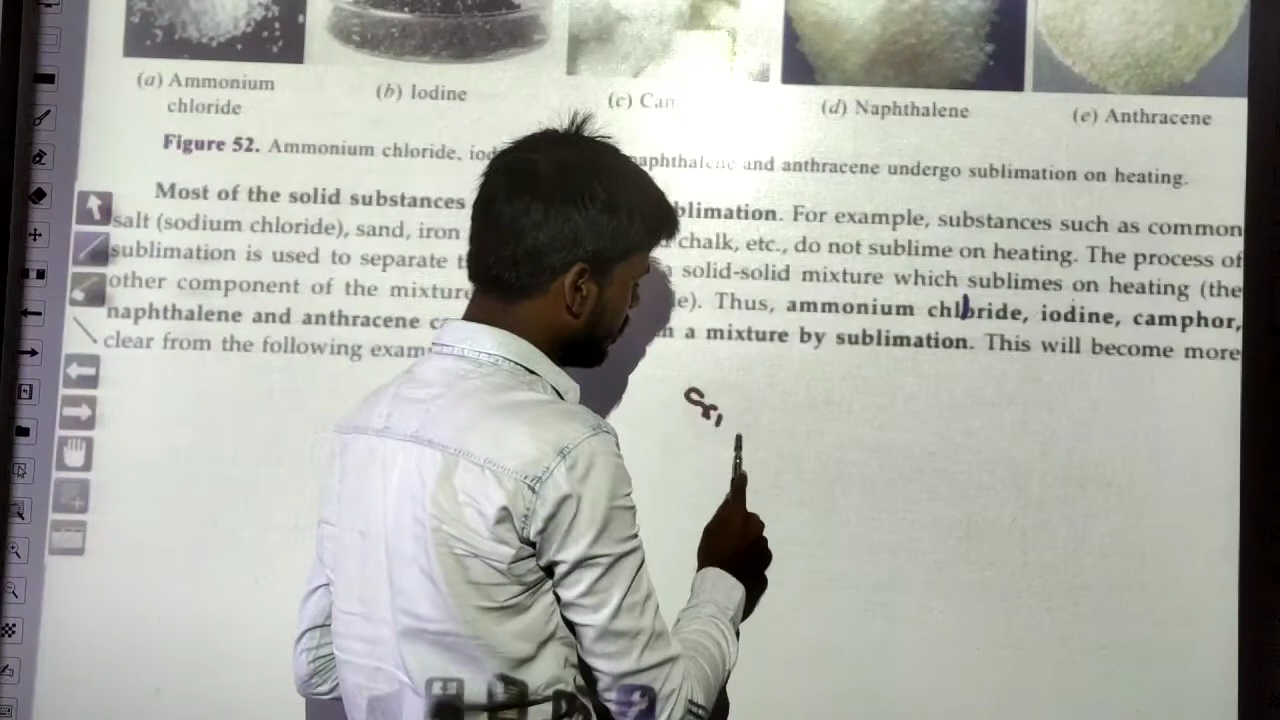 (a) Ammonium
chloride
(b) Iodine
(c) Cam
(d) Naphthalene
(e) Anthracene
Figure 52. Ammonium chloride, iod naphthalene and anthracene undergo sublimation on heating.
Most of the solid substances blimation. For example, substances such as common
salt (sodium chloride), sand, iron chalk, etc., do not sublime on heating. The process of
sublimation is used to separate t a solid-solid mixture which sublimes on heating (the
other component of the mixture le). Thus, ammonium chloride, iodine, camphor,
naphthalene and anthracene c a mixture by sublimation. This will become more
clear from the following exam